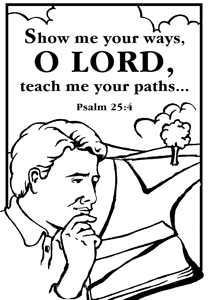 Show me your ways,
O LORD,
teach me your paths...
Psalm 25:4